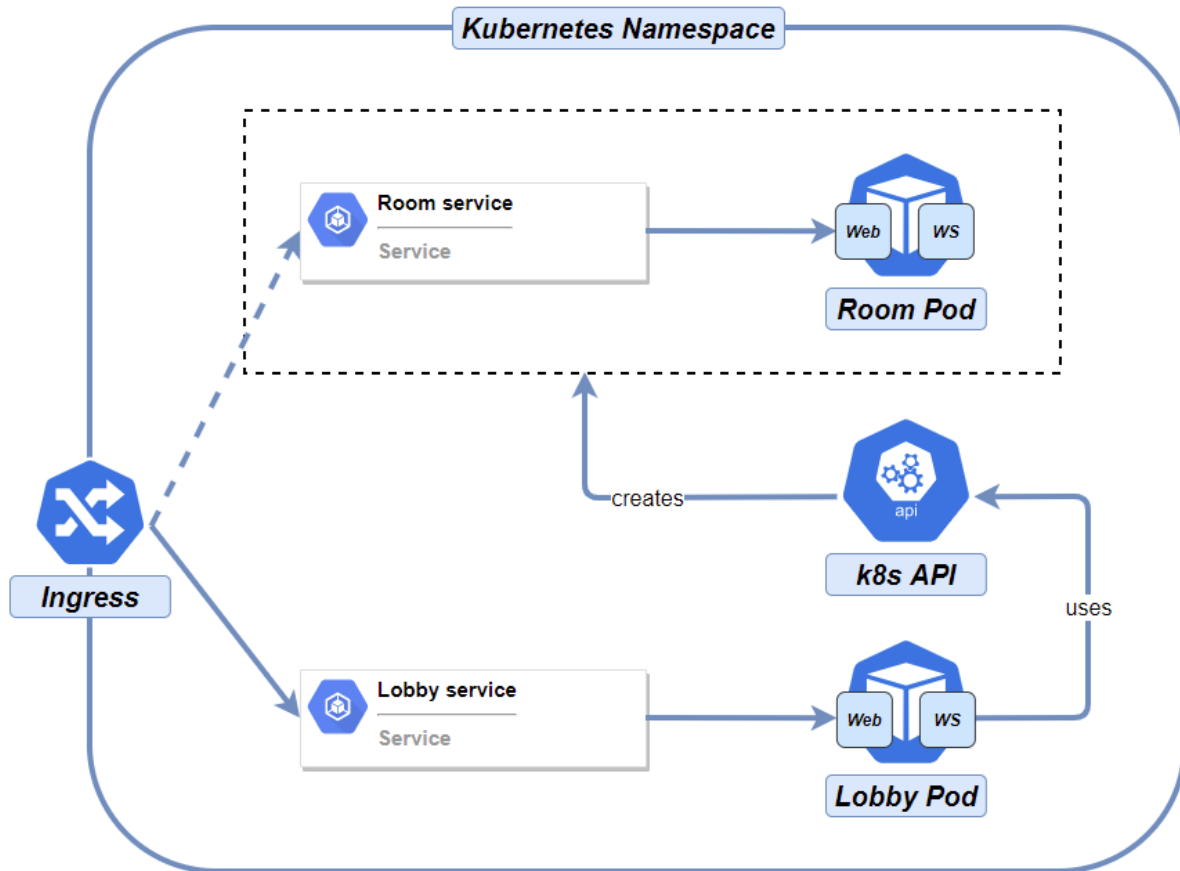 Kubernetes Namespace
Room service
Service
Web
WS
Room Pod
creates
api
k8s API
Ingress
uses
Lobby service
Service
Web
WS
Lobby Pod